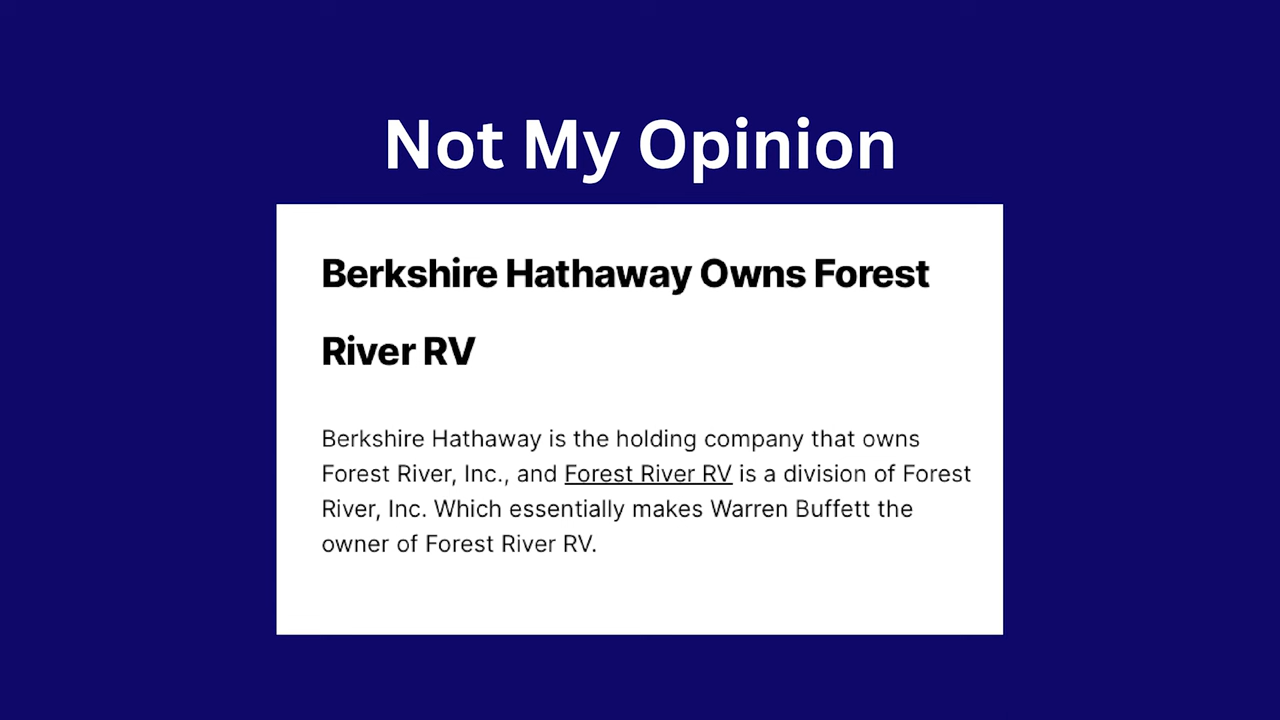 Not My Opinion
Berkshire Hathaway Owns Forest
River RV
Berkshire Hathaway is the holding company that owns
Forest River, Inc., and Forest River RV is a division of Forest
River, Inc. Which essentially makes Warren Buffett the
owner of Forest River RV.